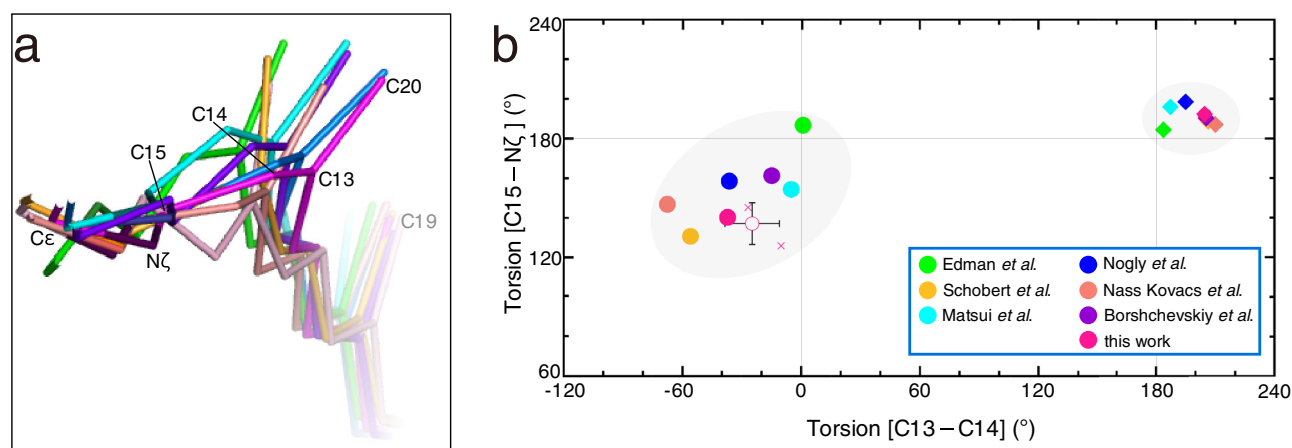 a
C20
C14
C15
C13
C19
Cε
Nζ
b
Torsion [C15−Nζ] (°)
240
180
120
60
-120
-60
0
60
120
180
240
Torsion [C13−C14] (°)
Edman et al.
Schobert et al.
Matsui et al.
Nogly et al.
Nass Kovacs et al.
Borshchevskiy et al.
this work